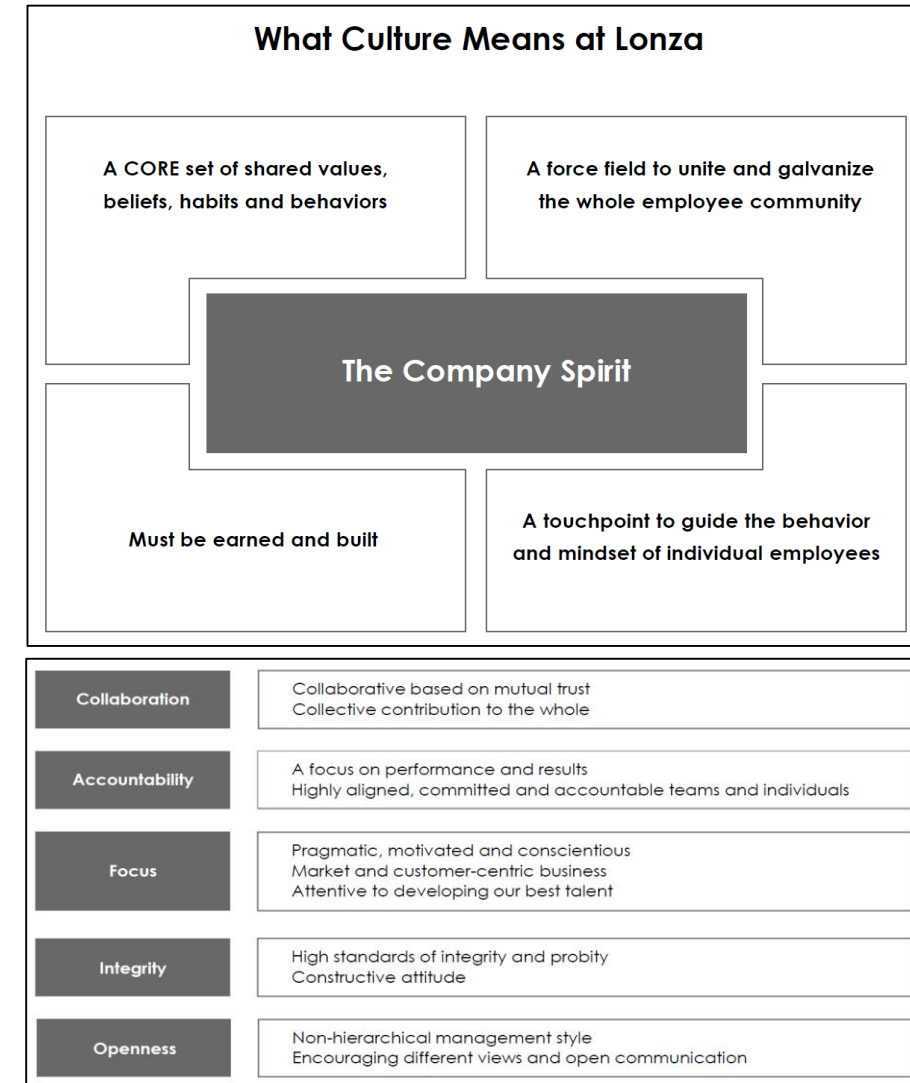 What Culture Means at Lonza
A CORE set of shared values,
beliefs, habits and behaviors
A force field to unite and galvanize
the whole employee community
The Company Spirit
Must be earned and built
A touchpoint to guide the behavior
and mindset of individual employees
Collaboration
Collaborative based on mutual trust
Collective contribution to the whole
Accountability
A focus on performance and results
Highly aligned, committed and accountable teams and individuals
Focus
Pragmatic, motivated and conscientious
Market and customer-centric business
Attentive to developing our best talent
Integrity
High standards of integrity and probity
Constructive attitude
Openness
Non-hierarchical management style
Encouraging different views and open communication